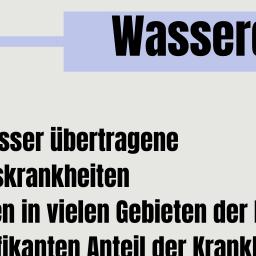 Wasser
sser übertragene
skrankheiten
en in vielen Gebieten der
fikanten Anteil der Krank